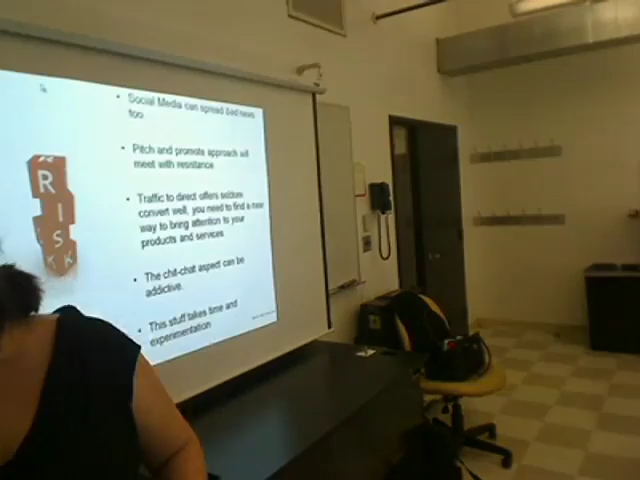 Social Media can spread bad news
too
Pitch and promote approach will
meet with resistance
Traffic to direct offers seldom
convert well, you need to find a new
way to bring attention to your
products and services
The chit-chat aspect can be
addictive.
This stuff takes time and
experimentation
R
I
S
K